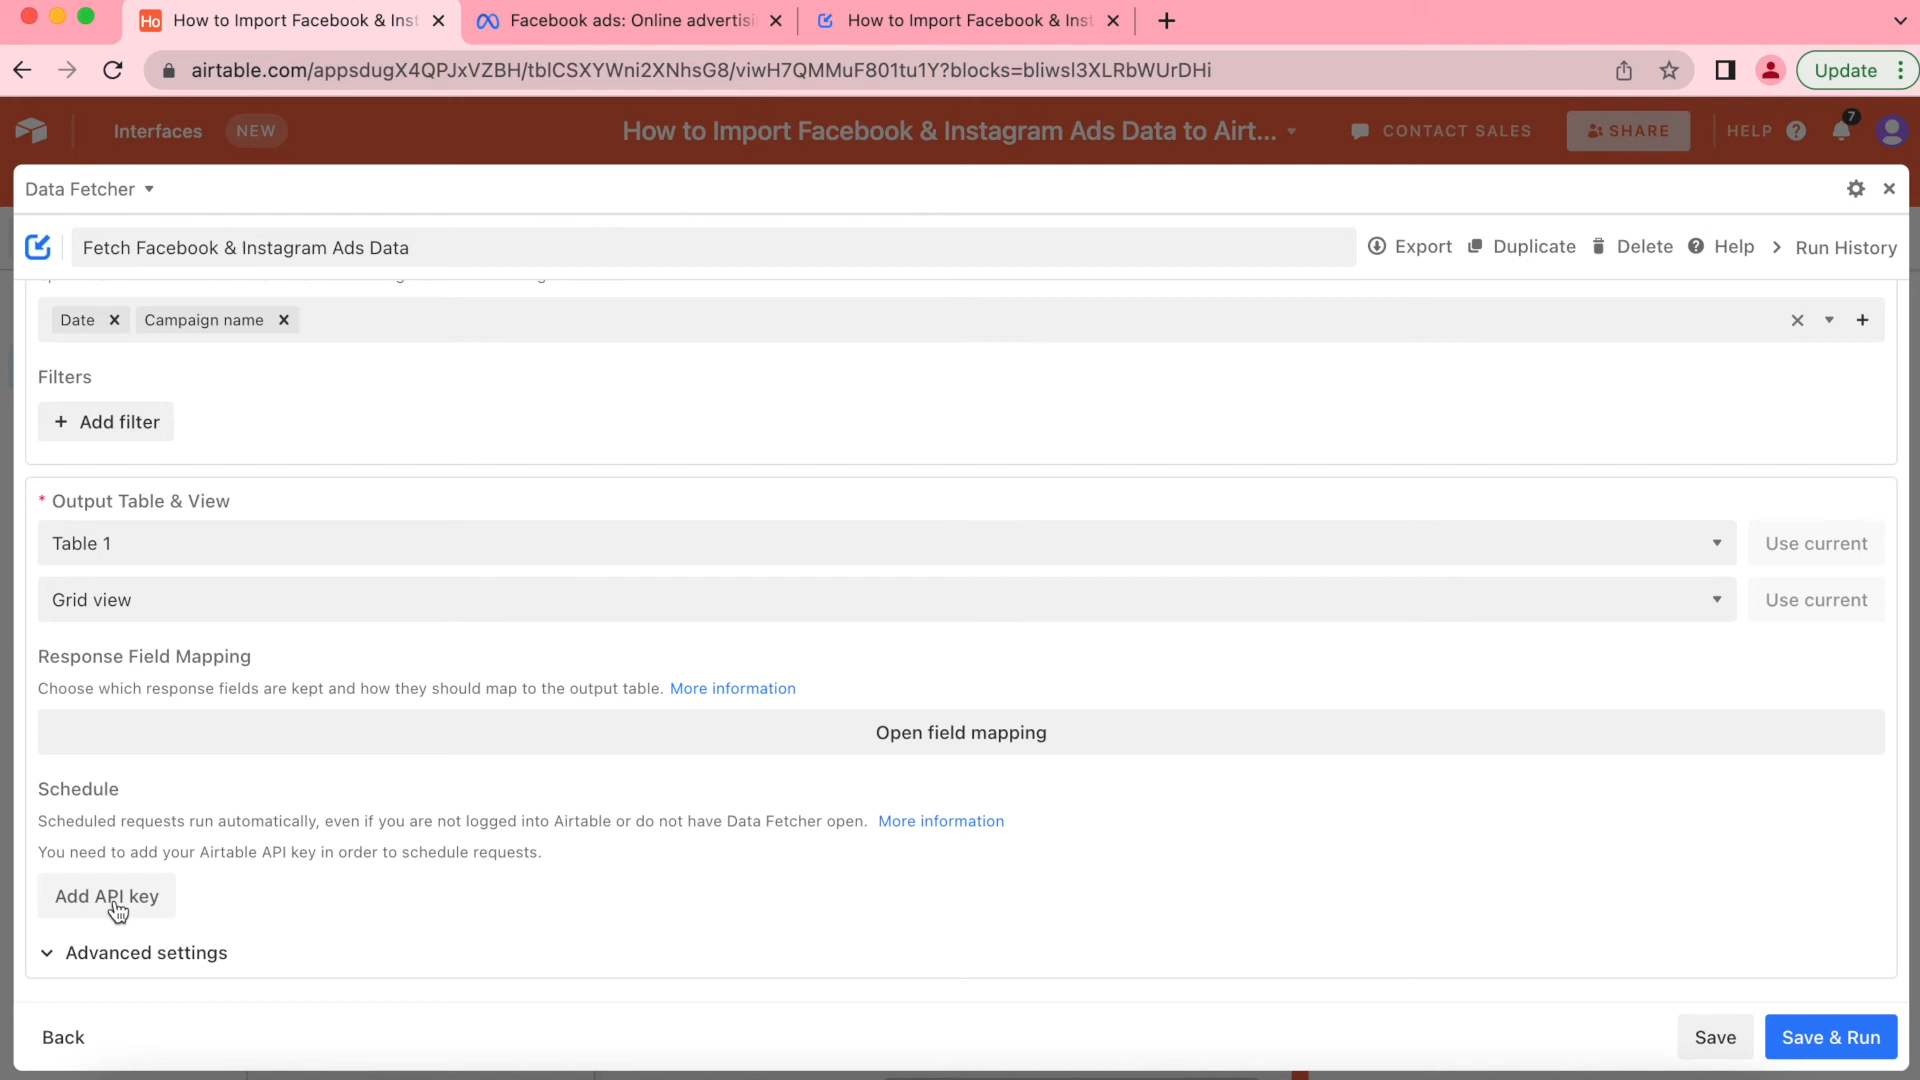 Ho How to Import Facebook & Inst
Facebook ads: Online advertisi
How to Import Facebook & Inst
airtable.com/appsdugX4QPJxVZBH/tblCSXYWni2XNhsG8/viwH7QMMuF801tu1Y?blocks=bliwsl3XLRbWUrDHi
Update
Interfaces
NEW
How to Import Facebook & Instagram Ads Data to Airt...
CONTACT SALES
SHARE
HELP
7
Data Fetcher
Fetch Facebook & Instagram Ads Data
Export
Duplicate
Delete
Help
Run History
Date
Campaign name
Filters
+ Add filter
* Output Table & View
Table 1
Use current
Grid view
Use current
Response Field Mapping
Choose which response fields are kept and how they should map to the output table. More information
Open field mapping
Schedule
Scheduled requests run automatically, even if you are not logged into Airtable or do not have Data Fetcher open. More information
You need to add your Airtable API key in order to schedule requests.
Add API key
Advanced settings
Back
Save
Save & Run